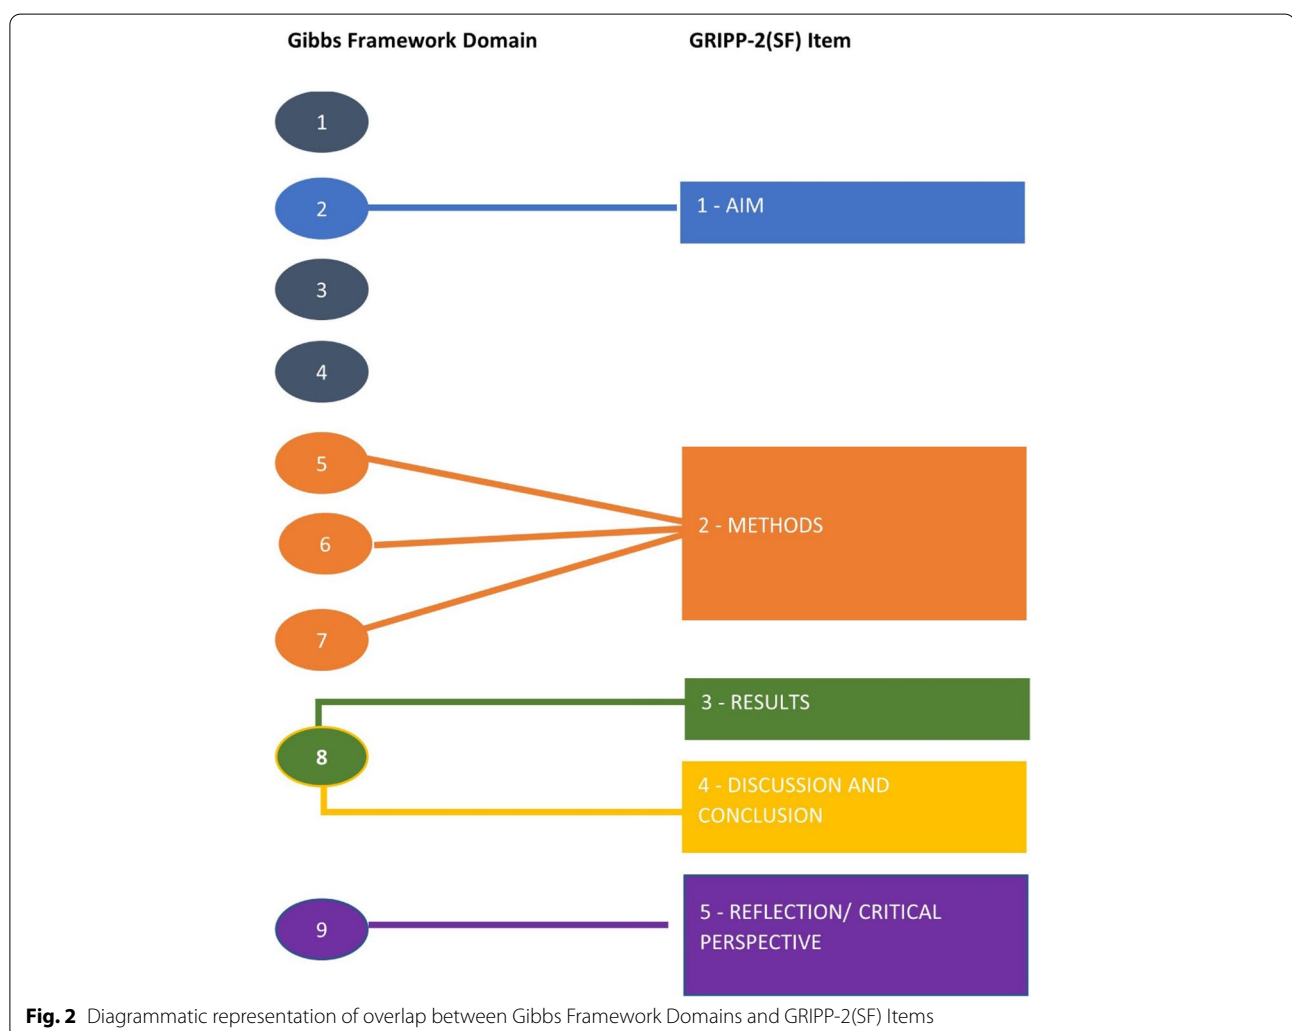 Gibbs Framework Domain
GRIPP-2(SF) Item
1
2
1 - AIM
3
4
5
6
2 - METHODS
7
3 - RESULTS
8
4 - DISCUSSION AND
CONCLUSION
9
5 - REFLECTION/ CRITICAL
PERSPECTIVE
Fig. 2 Diagrammatic representation of overlap between Gibbs Framework Domains and GRIPP-2(SF) Items